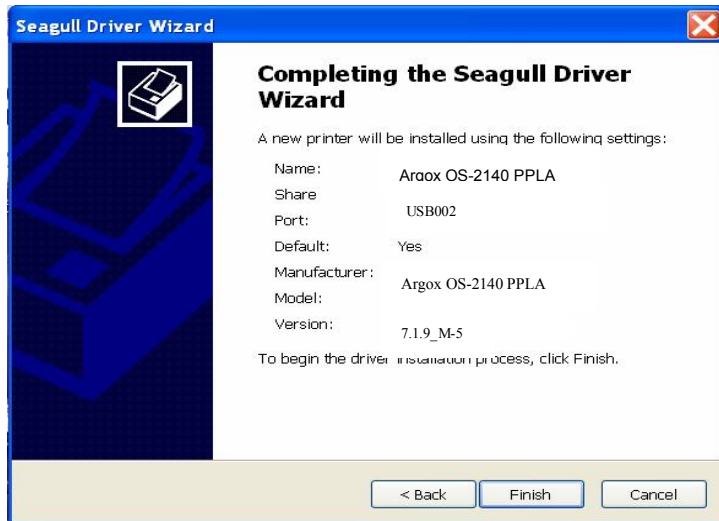 Seagull Driver Wizard
Completing the Seagull Driver
Wizard
A new printer will be installed using the following settings:
Name: Argox OS-2140 PPLA
Share
Port: USB002
Default: Yes
Manufacturer:
Argox OS-2140 PPLA
Model:
Version: 7.1.9_M-5
To begin the driver installation process, click Finish.
< Back Finish Cancel